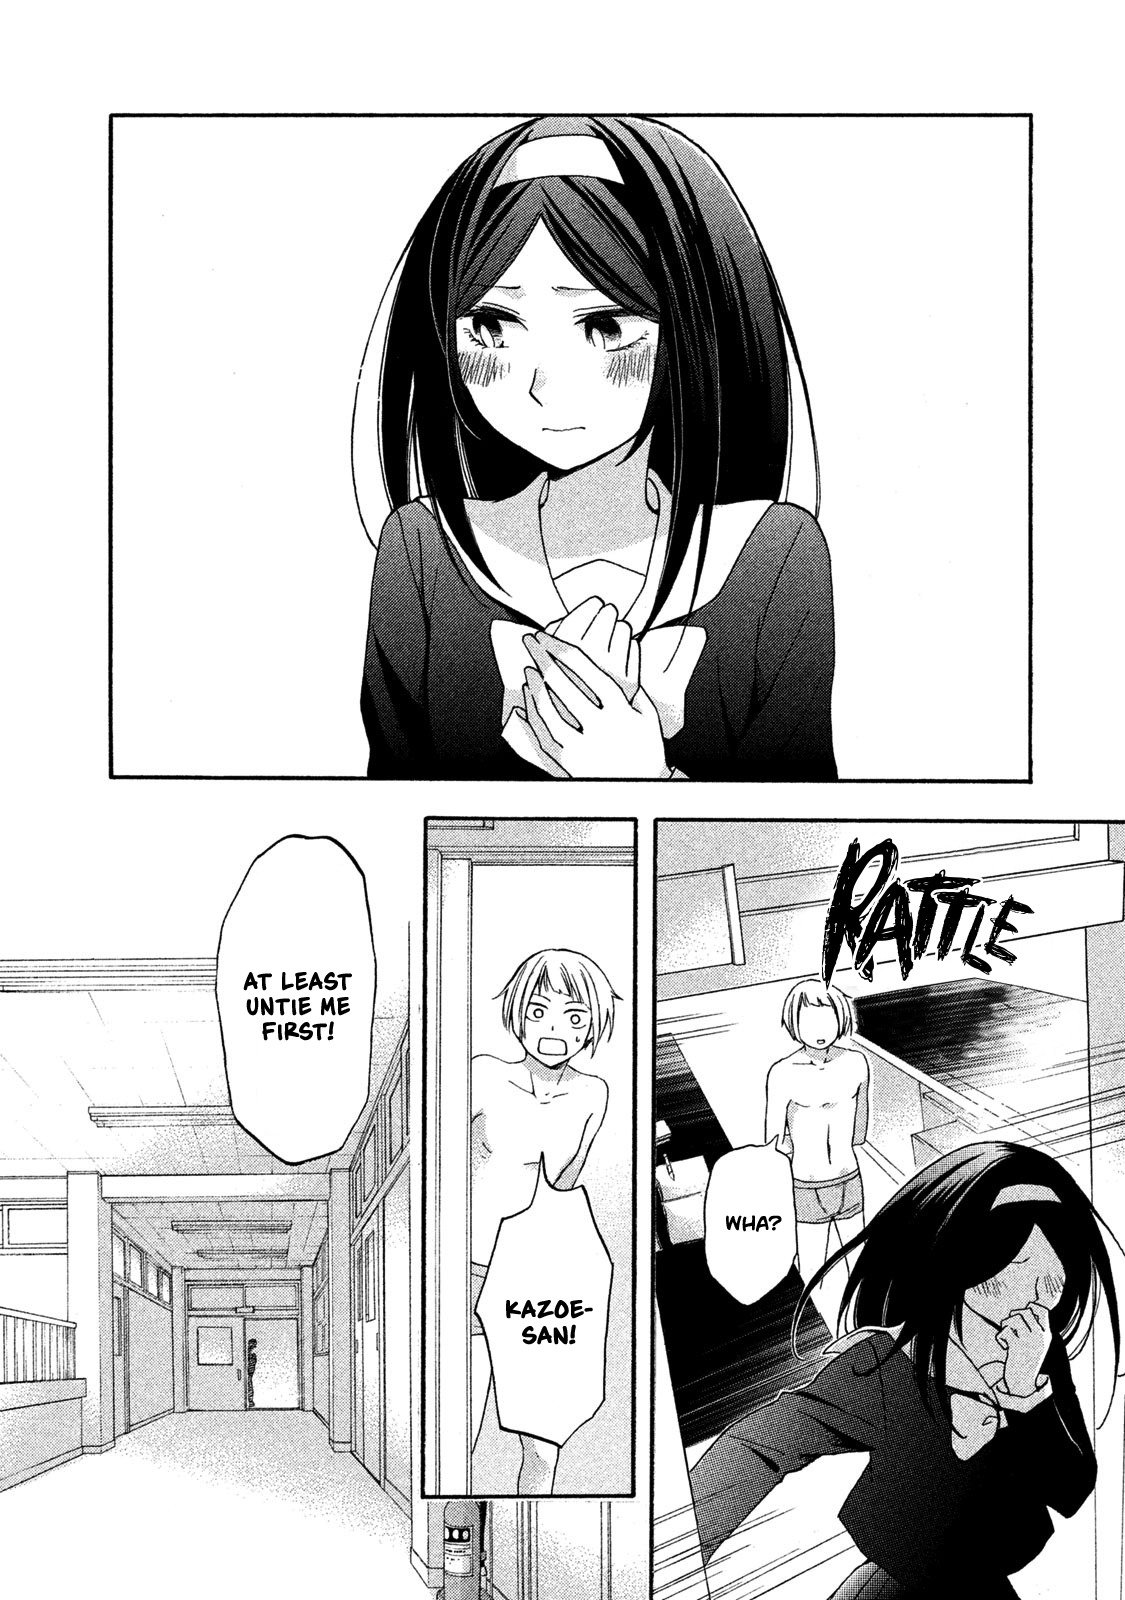 RATTLE
WHA?
KAZOE-
SAN!
AT LEAST
UNTIE ME
FIRST!